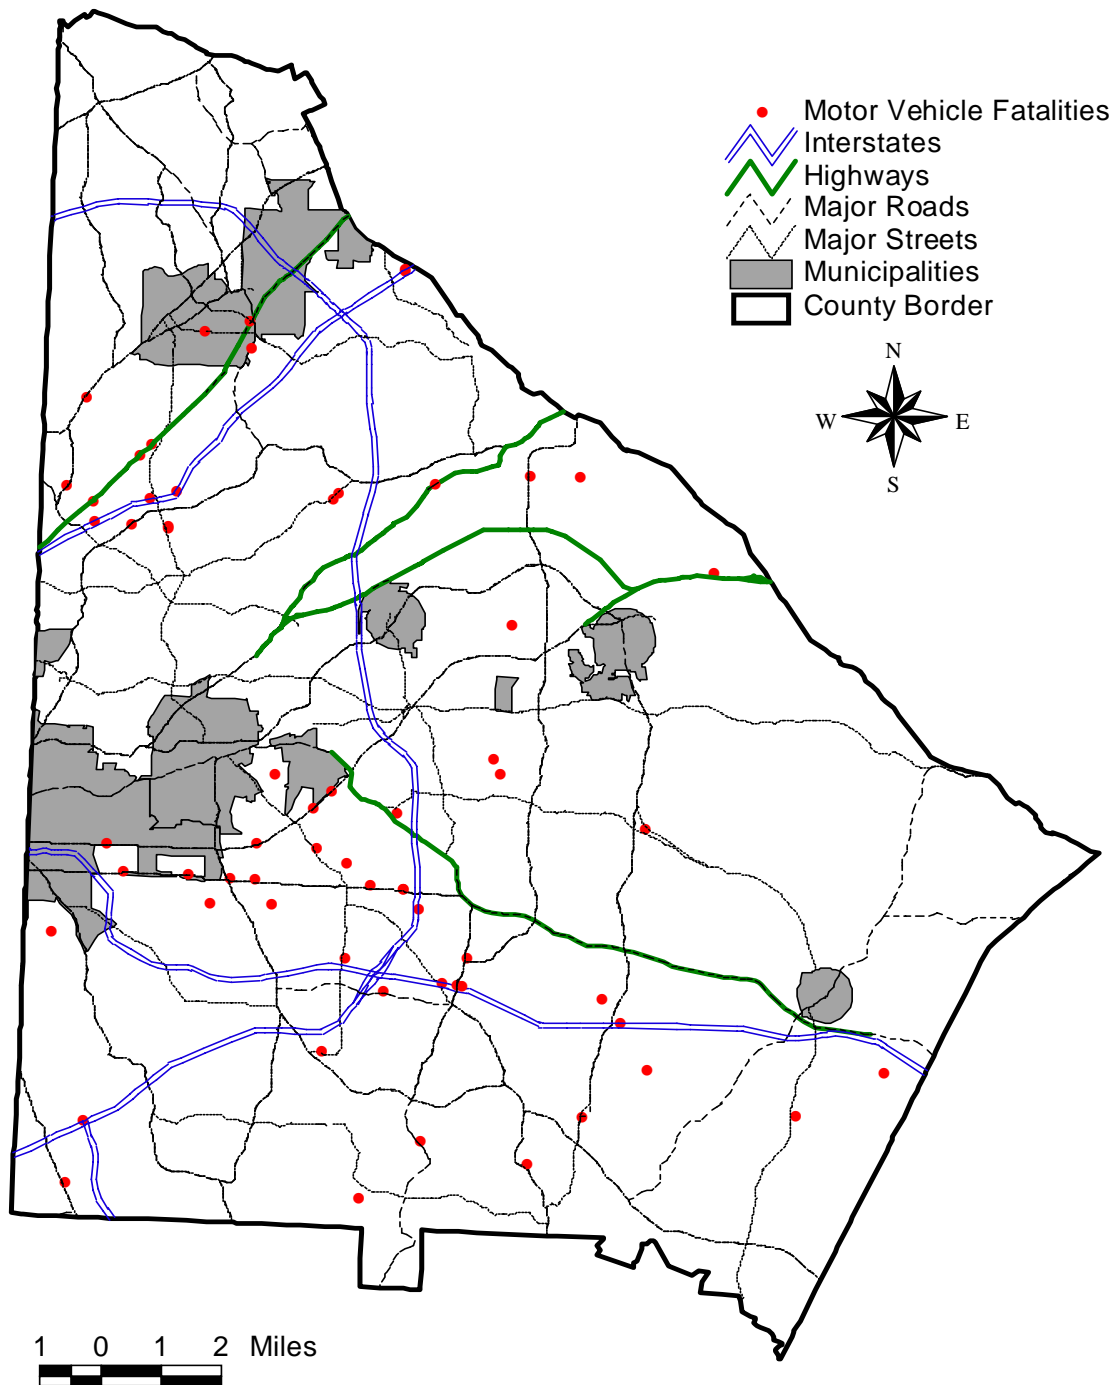 Motor Vehicle Fatalities
Interstates
Highways
Major Roads
Major Streets
Municipalities
County Border
N
W E
S
1 0 1 2 Miles